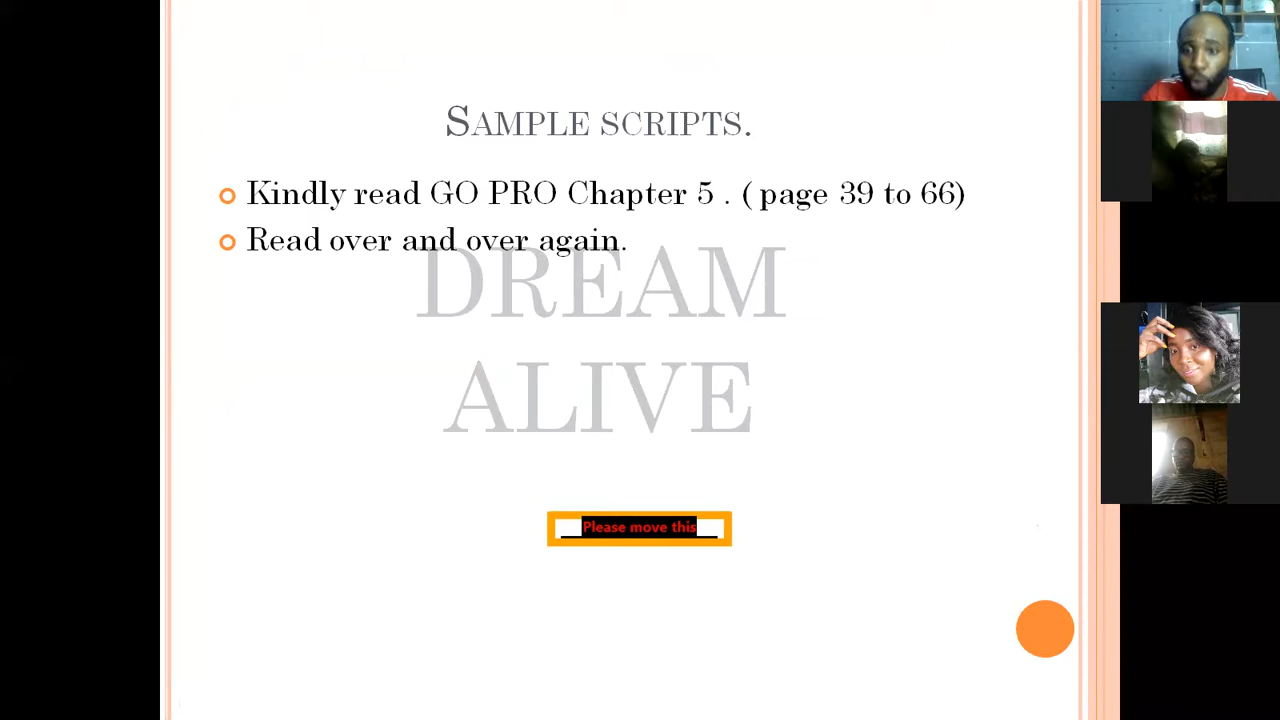 SAMPLE SCRIPTS.
Kindly read GO PRO Chapter 5 . ( page 39 to 66)
Read over and over again.
DREAM
ALIVE
Please move this